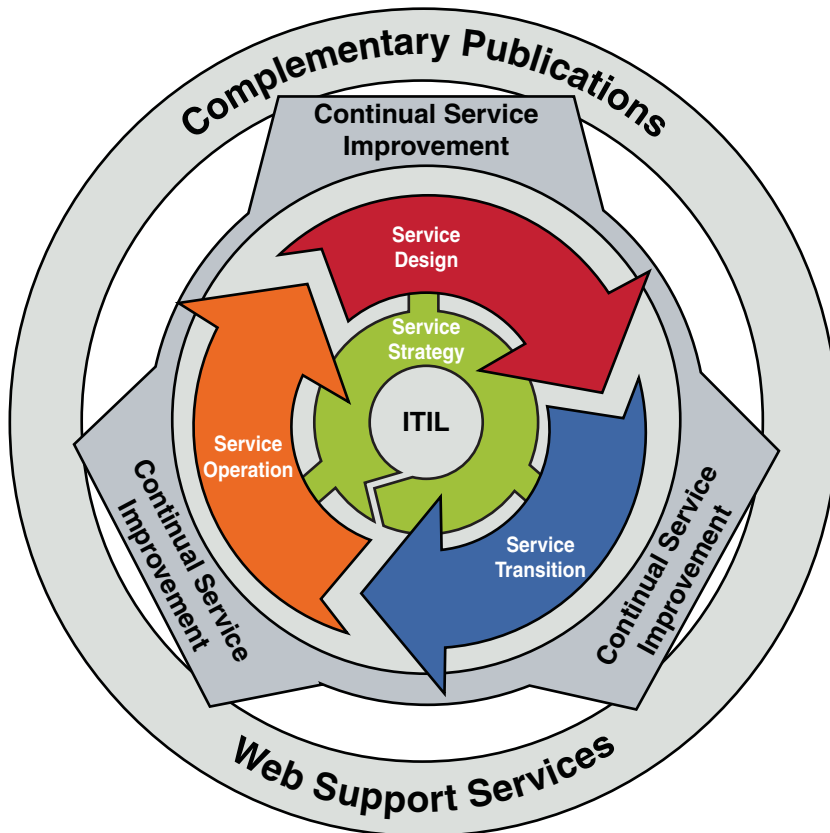 Complementary Publications
Continual Service
Improvement
Service
Design
Service
Strategy
ITIL
Service
Operation
Service
Transition
Continual Service
Improvement
Continual Service
Improvement
Web Support Services